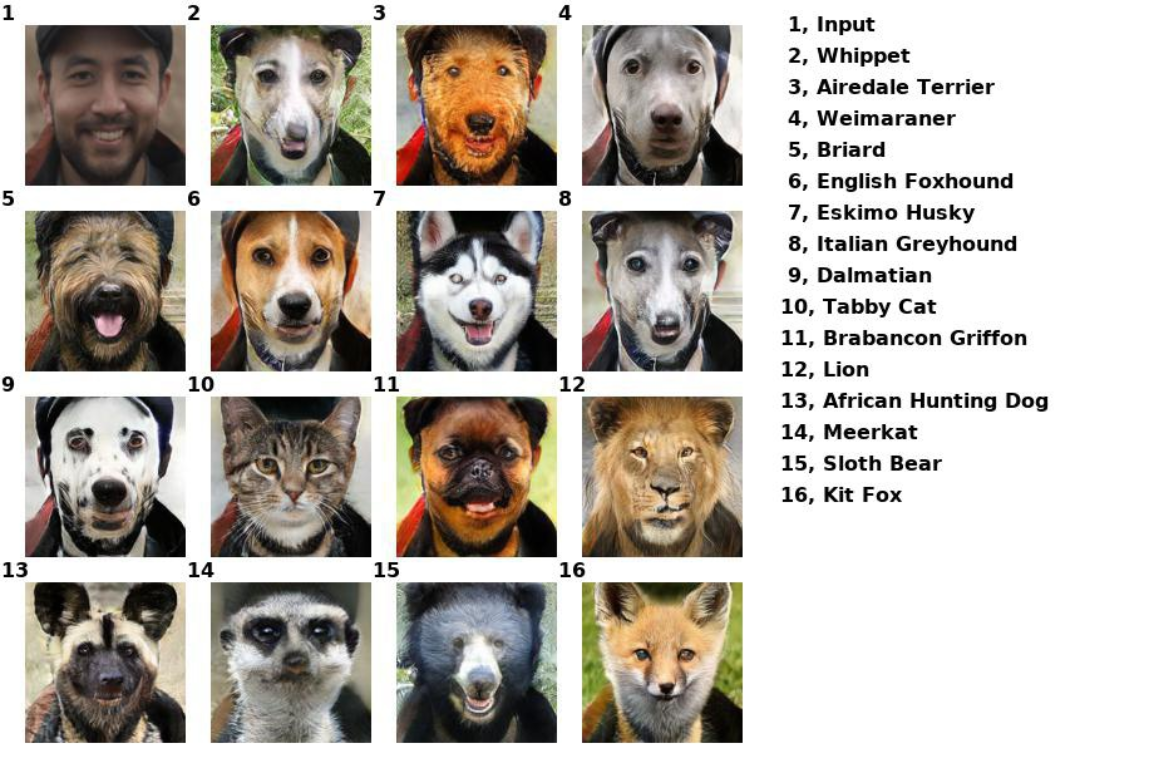 1 2 3 4
5 6 7 8
9 10 11 12
13 14 15 16
1, Input
2, Whippet
3, Airedale Terrier
4, Weimaraner
5, Briard
6, English Foxhound
7, Eskimo Husky
8, Italian Greyhound
9, Dalmatian
10, Tabby Cat
11, Brabancon Griffon
12, Lion
13, African Hunting Dog
14, Meerkat
15, Sloth Bear
16, Kit Fox